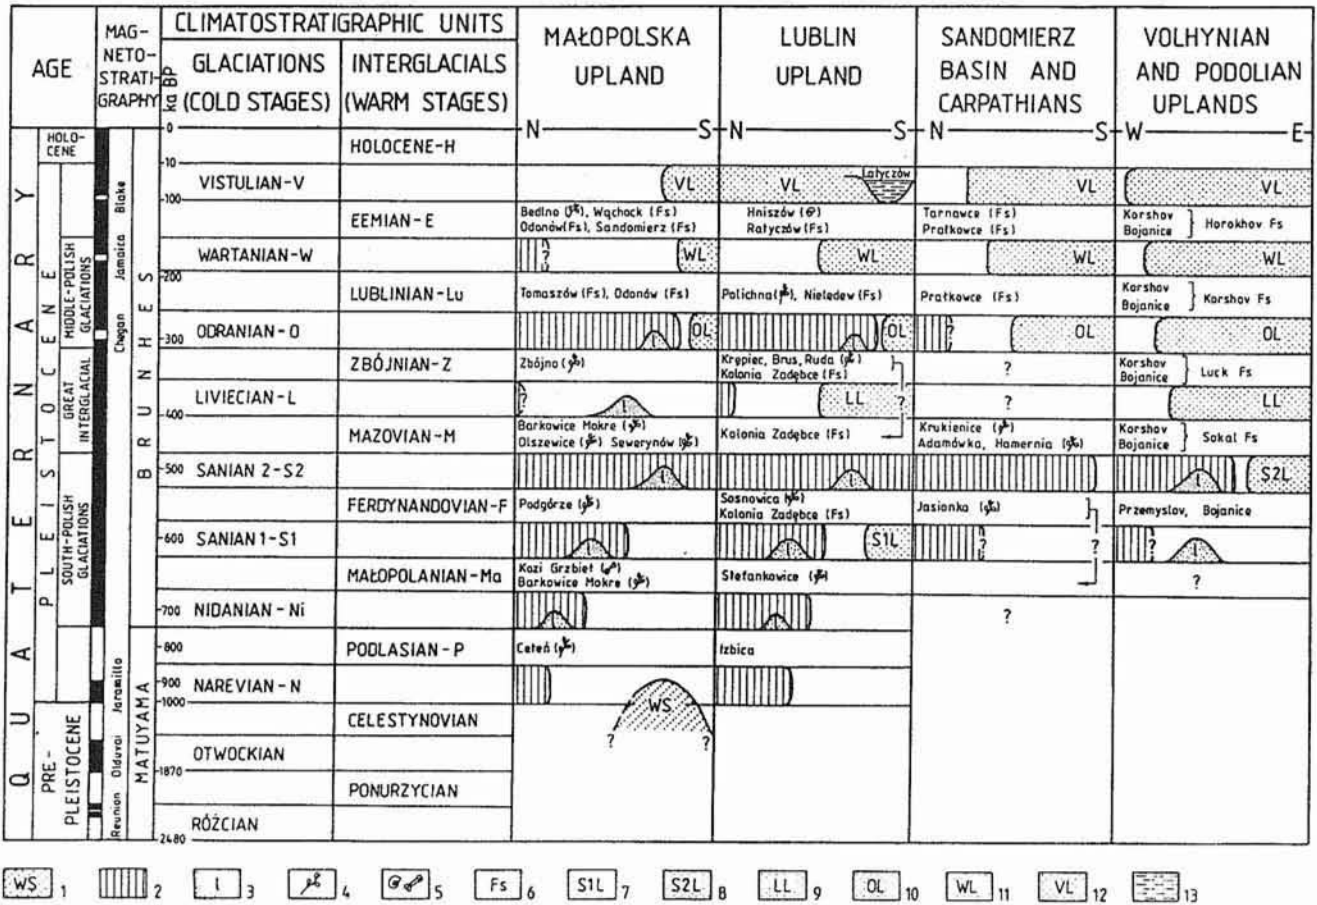 AGE
MAG-
NETO-
STRATI-
GRAPHY
ka BP
CLIMATOSTRATIGRAPHIC UNITS
GLACIATIONS
(COLD STAGES)
INTERGLACIALS
(WARM STAGES)
MAŁOPOLSKA
UPLAND
LUBLIN
UPLAND
SANDOMIERZ
BASIN AND
CARPATHIANS
VOLHYNIAN
AND PODOLIAN
UPLANDS
N S N S N S W E
QUATERNARY
HOLO-
CENE
PLEISTOCENE
MIDDLE-POLISH
GLACIATIONS
GREAT
INTERGLACIAL
SOUTH-POLISH
GLACIATIONS
PRE-
PLEISTOCENE
Blake
Jamaica
Chegan
Jaramillo
Olduvai
Reunion
BRUNHES
MATUYAMA
0
HOLOCENE-H
10
VISTULIAN-V
VL
VL
Łatyczów
VL
VL
100
EEMIAN-E
Bedlno ( ), Wąchock (Fs)
Odonów(Fs), Sandomierz (Fs)
Hniszów ( )
Ratyczów (Fs)
Tarnawce (Fs)
Pratkowce (Fs)
Korshov
Bojanice
Horokhov Fs
WARTANIAN-W
?
WL
WL
WL
WL
200
LUBLINIAN-Lu
Tomaszów (Fs), Odonów (Fs)
Polichna( ), Nieledew (Fs)
Pratkowce (Fs)
Korshov
Bojanice
Korshov Fs
ODRANIAN-O
I
OL
I
OL
?
OL
OL
300
ZBÓJNIAN-Z
Zbójno ( )
Krępiec, Brus, Ruda ( )
Kolonia Zadębce (Fs)
?
Korshov
Bojanice
Luck Fs
LIVIECIAN-L
?
I
?
LL
?
?
LL
400
MAZOVIAN-M
Barkowice Mokre ( )
Olszewice ( ) Sewerynów ( )
Kolonia Zadębce (Fs)
Krukienice ( )
Adamówka, Hamernia ( )
Korshov
Bojanice
Sokal Fs
500
SANIAN 2-S2
I
I
I
S2L
FERDYNANDOVIAN-F
Podgórze ( )
Sosnowica ( )
Kolonia Zadębce (Fs)
Jasionka ( )
Przemyslov, Bojanice
600
SANIAN 1-S1
I
I
S1L
?
?
?
I
MAŁOPOLANIAN-Ma
Kozi Grzbiet ( )
Barkowice Mokre ( )
Stefankowice ( )
?
700
NIDANIAN-Ni
I
I
?
800
PODLASIAN-P
Ceteń ( )
Izbica
900
NAREVIAN-N
WS
1000
CELESTYNOVIAN
? ?
OTWOCKIAN
1870
PONURZYCIAN
RÓŻCIAN
2480
WS 1
2
I 3
4
5
Fs 6
S1L 7
S2L 8
LL 9
OL 10
WL 11
VL 12
13